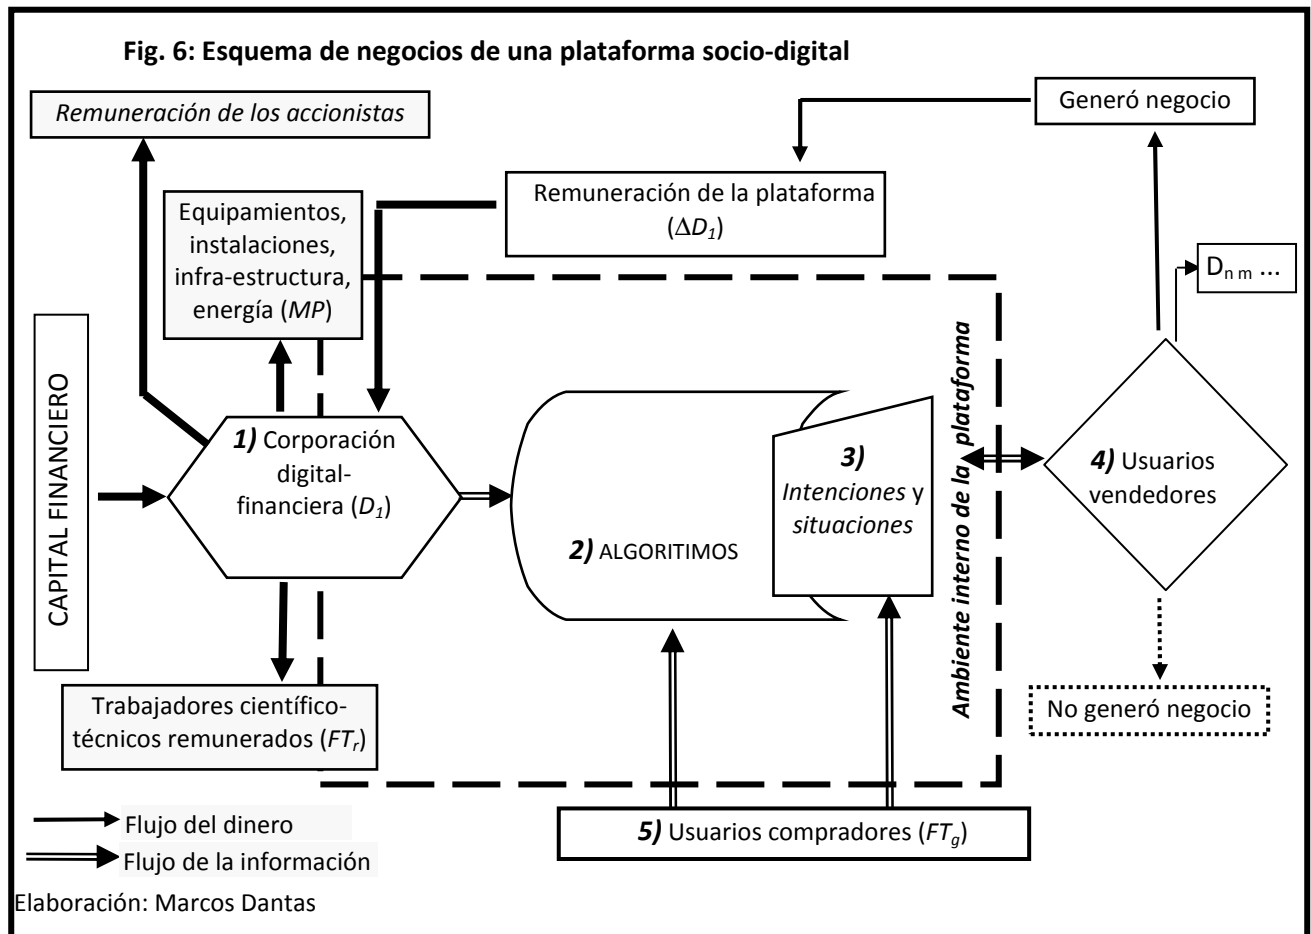 Fig. 6: Esquema de negocios de una plataforma socio-digital
Remuneración de los accionistas
Generó negocio
Equipamientos,
instalaciones,
infra-estructura,
energía (MP)
Remuneración de la plataforma
(ΔD1)
Dn m ...
CAPITAL FINANCIERO
1) Corporación
digital-
financiera (D1)
2) ALGORITIMOS
3)
Intenciones y
situaciones
Ambiente interno de la plataforma
4) Usuarios
vendedores
Trabajadores científico-
técnicos remunerados (FTr)
No generó negocio
5) Usuarios compradores (FTg)
Flujo del dinero
Flujo de la información
Elaboración: Marcos Dantas